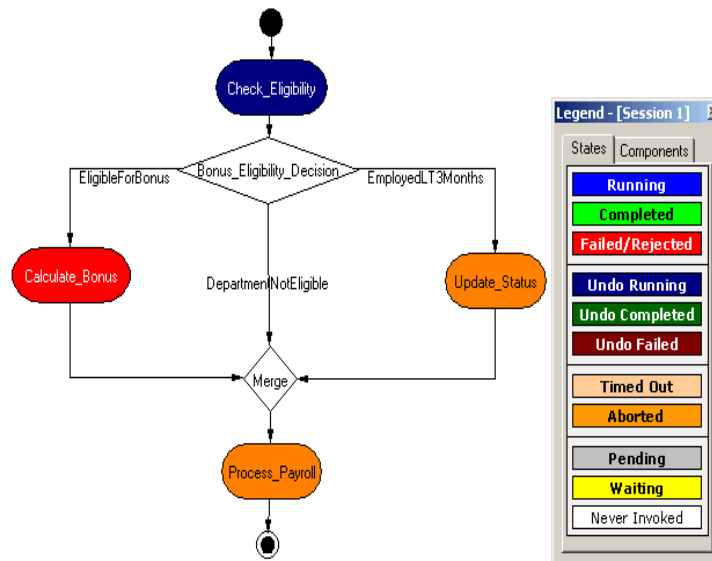 Check_Eligibility
Bonus_Eligibility_Decision
EligibleForBonus
EmployedLT3Months
Calculate_Bonus
DepartmentNotEligible
Update_Status
Merge
Process_Payroll
Legend - [Session 1]
States
Components
Running
Completed
Failed/Rejected
Undo Running
Undo Completed
Undo Failed
Timed Out
Aborted
Pending
Waiting
Never Invoked